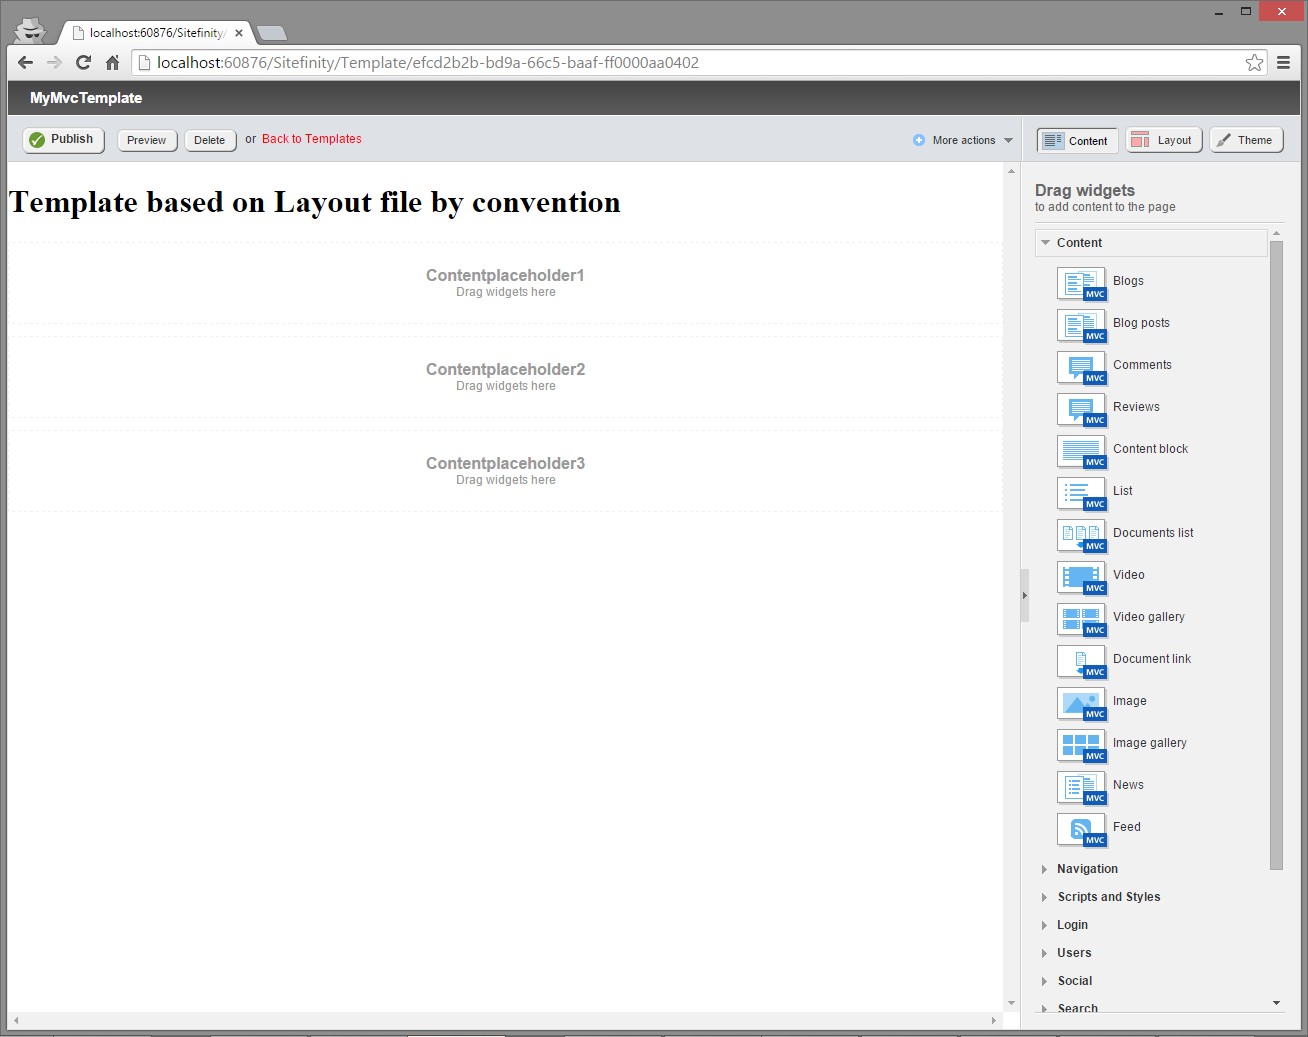 localhost:60876/Sitefinity/
localhost:60876/Sitefinity/Template/efcd2b2b-bd9a-66c5-baaf-ff0000aa0402
MyMvcTemplate
Publish Preview Delete or Back to Templates More actions Content Layout Theme
Template based on Layout file by convention
Contentplaceholder1
Drag widgets here
Contentplaceholder2
Drag widgets here
Contentplaceholder3
Drag widgets here
Drag widgets
to add content to the page
Content
MVC Blogs
MVC Blog posts
MVC Comments
MVC Reviews
MVC Content block
MVC List
MVC Documents list
MVC Video
MVC Video gallery
MVC Document link
MVC Image
MVC Image gallery
MVC News
MVC Feed
Navigation
Scripts and Styles
Login
Users
Social
Search